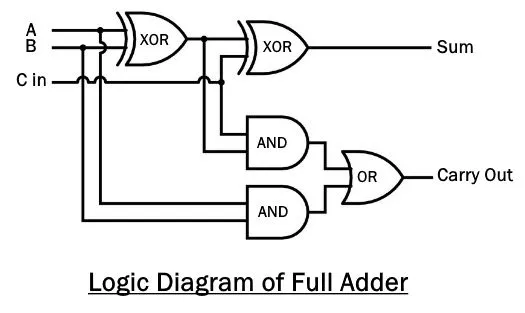 A
B
C in
XOR
XOR
Sum
AND
AND
OR
Carry Out
Logic Diagram of Full Adder